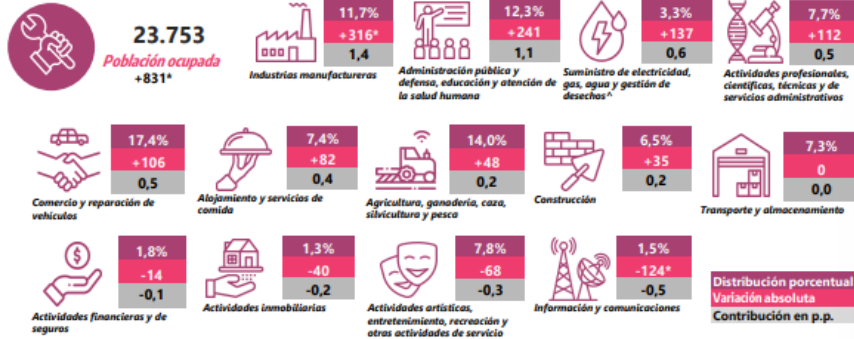 23.753
Población ocupada
+831*
11,7%
+316*
1,4
Industrias manufactureras
12,3%
+241
1,1
Administración pública y
defensa, educación y atención de
la salud humana
3,3%
+137
0,6
Suministro de electricidad,
gas, agua y gestión de
desechos^
7,7%
+112
0,5
Actividades profesionales,
científicas, técnicas y de
servicios administrativos
17,4%
+106
0,5
Comercio y reparación de
vehículos
7,4%
+82
0,4
Alojamiento y servicios de
comida
14,0%
+48
0,2
Agricultura, ganadería, caza,
silvicultura y pesca
6,5%
+35
0,2
Construcción
7,3%
0
0,0
Transporte y almacenamiento
1,8%
-14
-0,1
Actividades financieras y de
seguros
1,3%
-40
-0,2
Actividades inmobiliarias
7,8%
-68
-0,3
Actividades artísticas,
entretenimiento, recreación y
otras actividades de servicio
1,5%
-124*
-0,5
Información y comunicaciones
Distribución porcentual
Variación absoluta
Contribución en p.p.